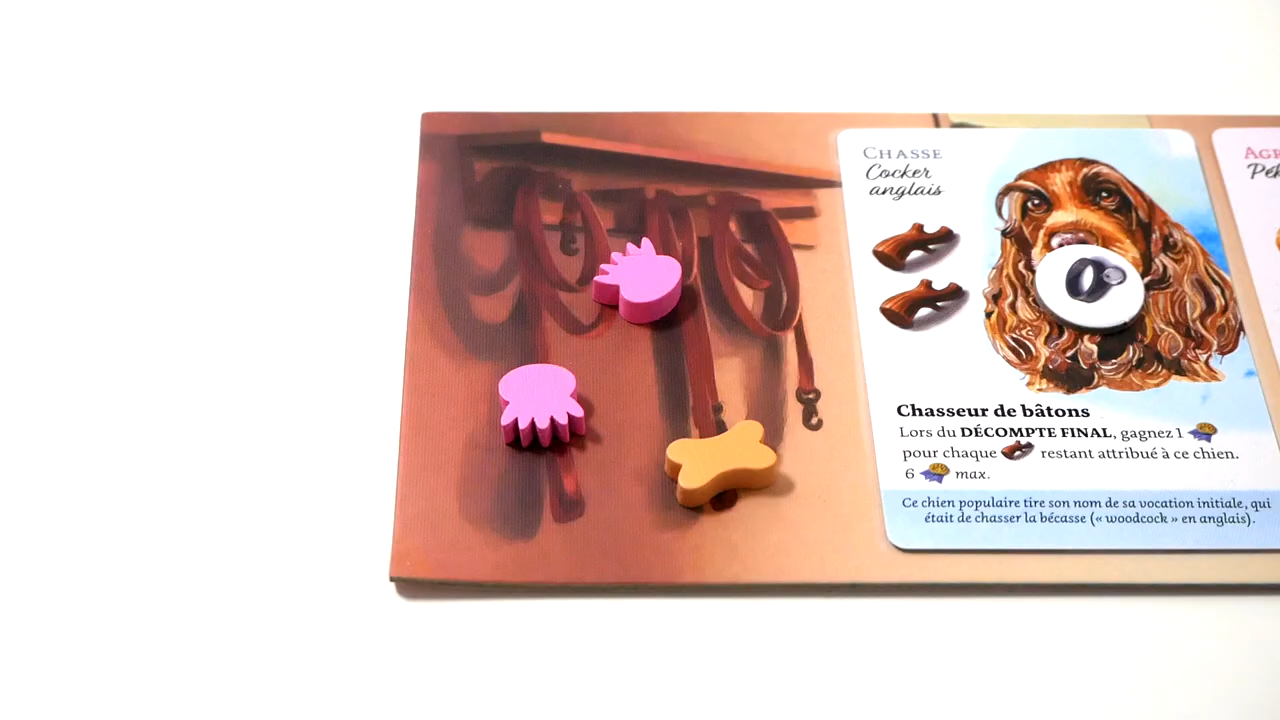 CHASSE
Cocker
anglais
Chasseur de bâtons
Lors du DÉCOMPTE FINAL, gagnez 1
pour chaque restant attribué à ce chien.
6 max.
Ce chien populaire tire son nom de sa vocation initiale, qui
était de chasser la bécasse (« woodcock » en anglais).